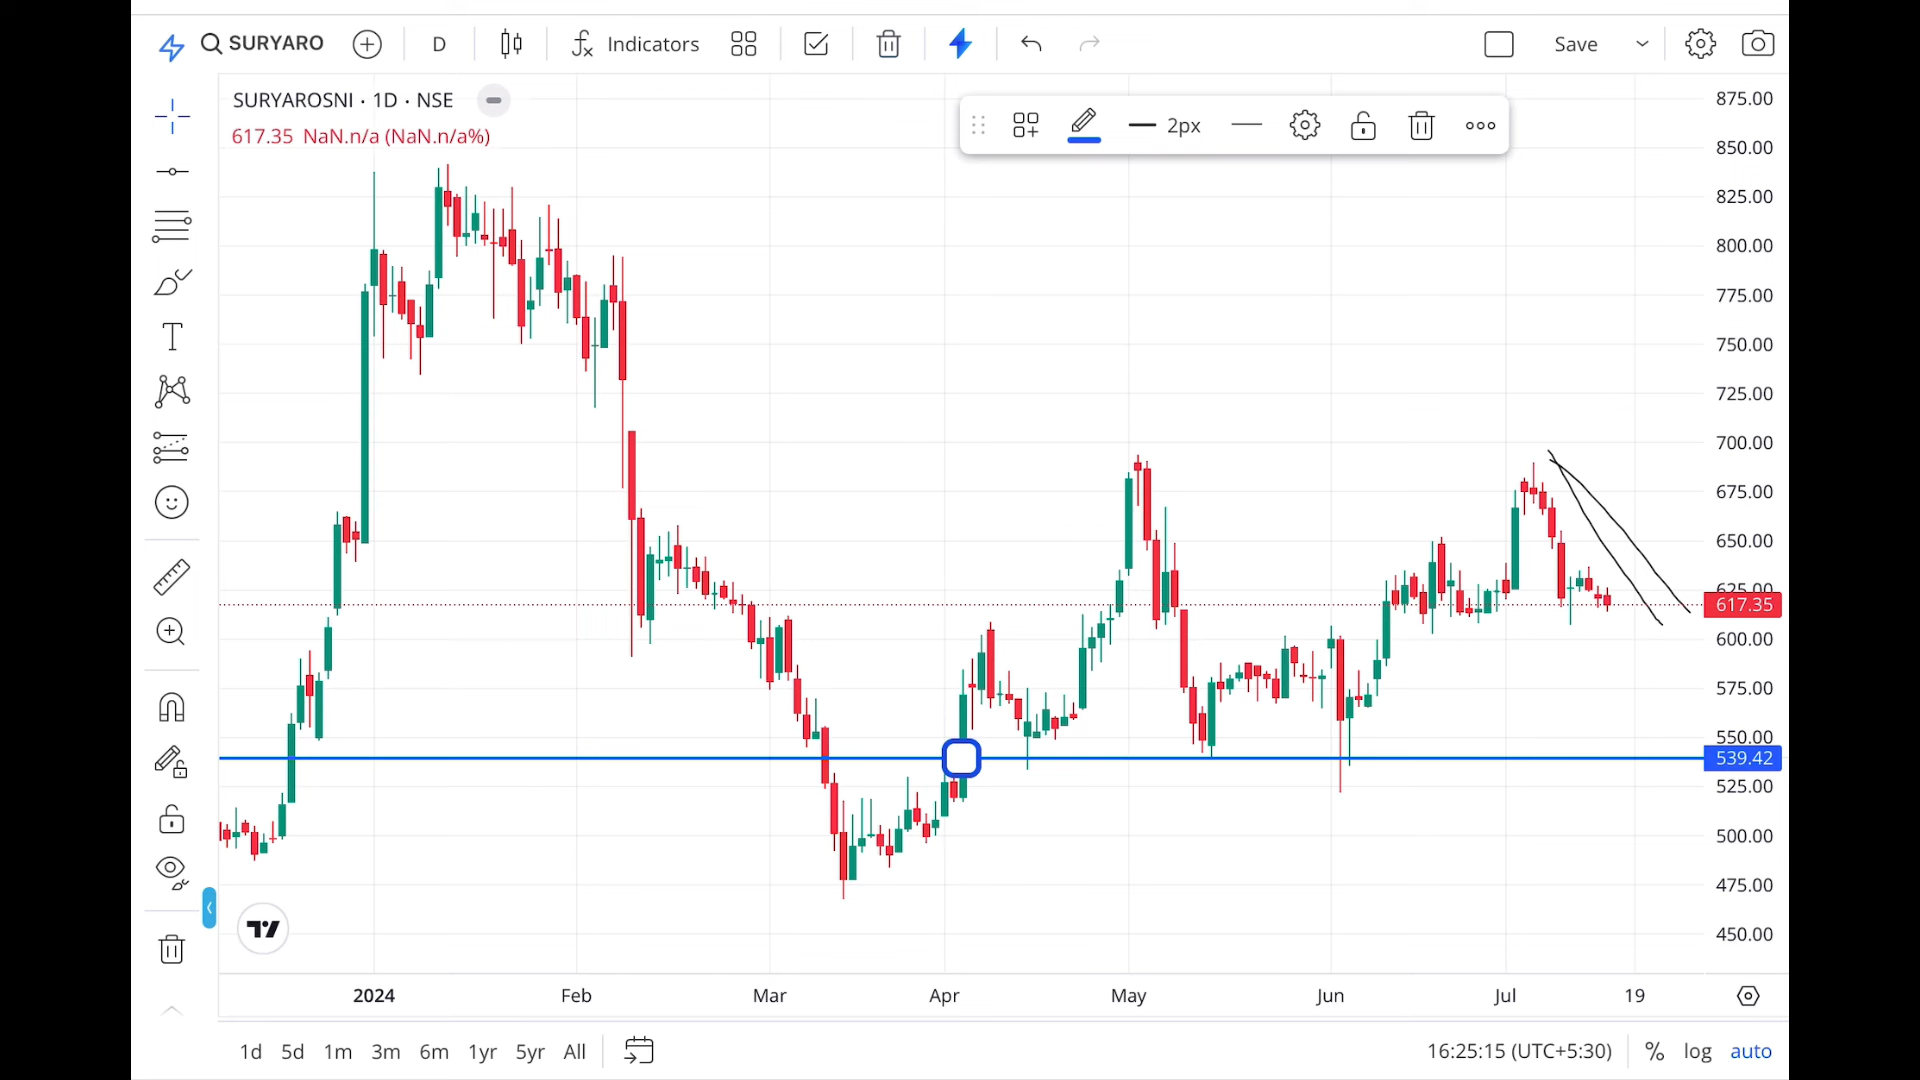 SURYARO
D
Indicators
Save
SURYAROSNI · 1D · NSE
617.35 NaN.n/a (NaN.n/a%)
2px
875.00
850.00
825.00
800.00
775.00
750.00
725.00
700.00
675.00
650.00
625.00
617.35
600.00
575.00
550.00
539.42
525.00
500.00
475.00
450.00
2024 Feb Mar Apr May Jun Jul 19
1d 5d 1m 3m 6m 1yr 5yr All
16:25:15 (UTC+5:30) % log auto